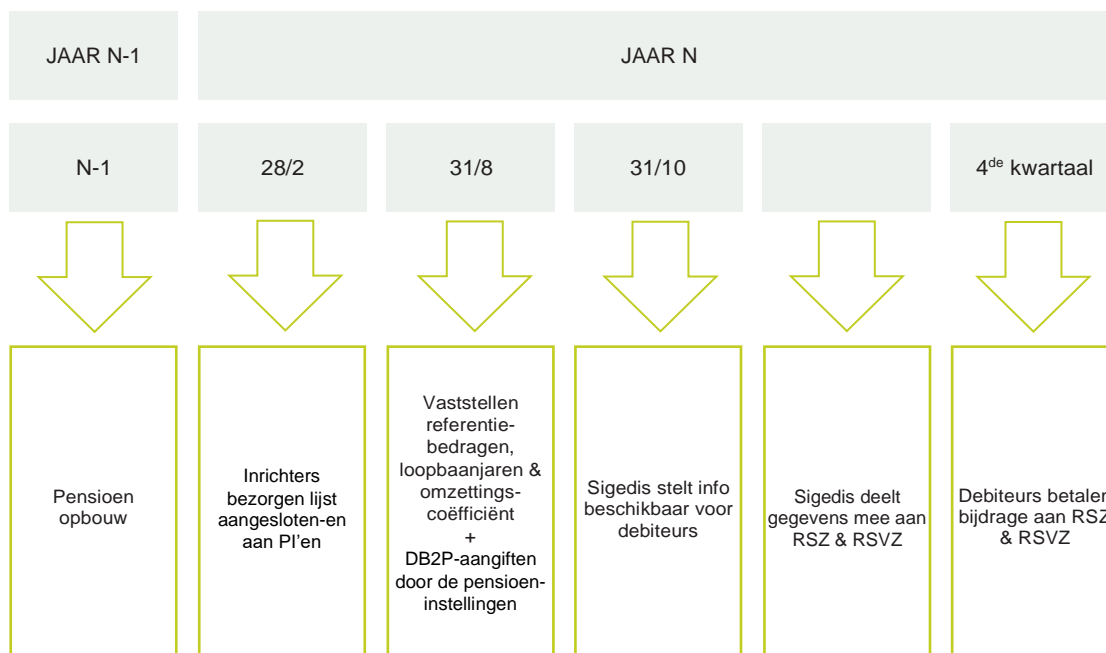 JAAR N-1
JAAR N
N-1
28/2
31/8
31/10
4de kwartaal
Pensioen
opbouw
Inrichters
bezorgen lijst
aangesloten-en
aan PI’en
Vaststellen
referentie-
bedragen,
loopbaanjaren &
omzettings-
coëfficiënt
+
DB2P-aangiften
door de pensioen-
instellingen
Sigedis stelt info
beschikbaar voor
debiteurs
Sigedis deelt
gegevens mee aan
RSZ & RSVZ
Debiteurs betalen
bijdrage aan RSZ
& RSVZ